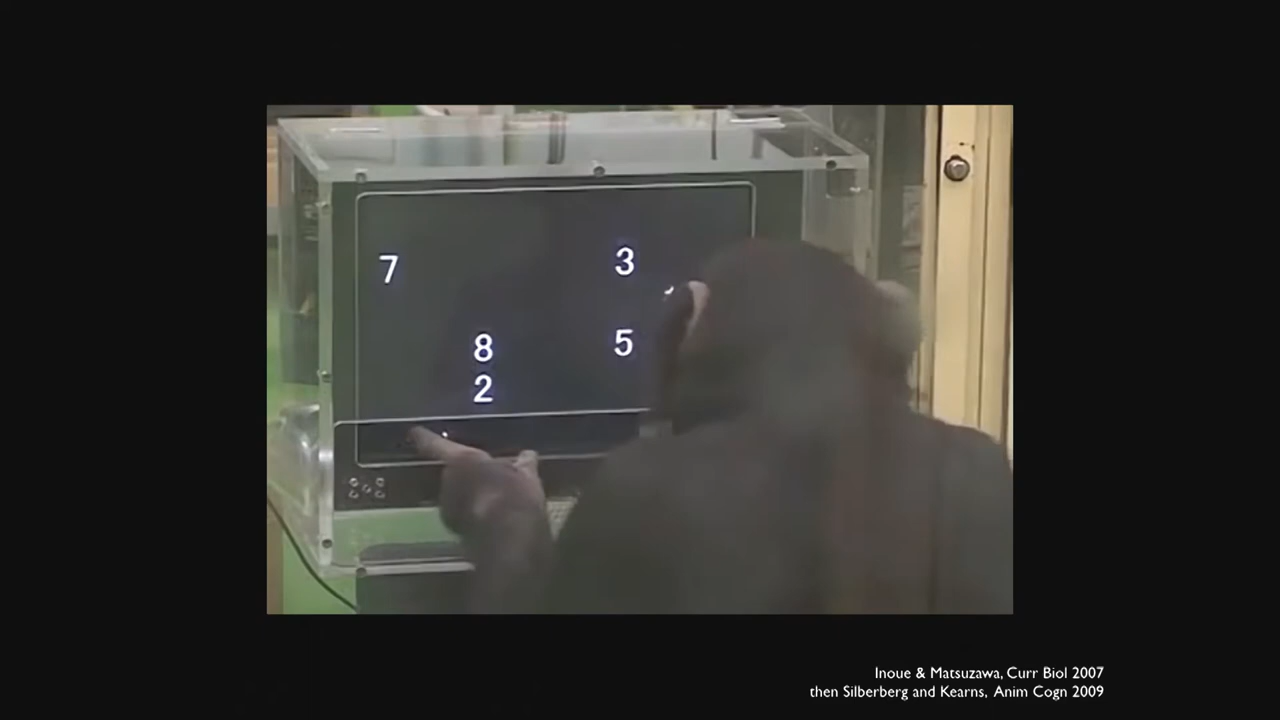 7 3
8 5
2
Inoue & Matsuzawa, Curr Biol 2007
then Silberberg and Kearns, Anim Cogn 2009